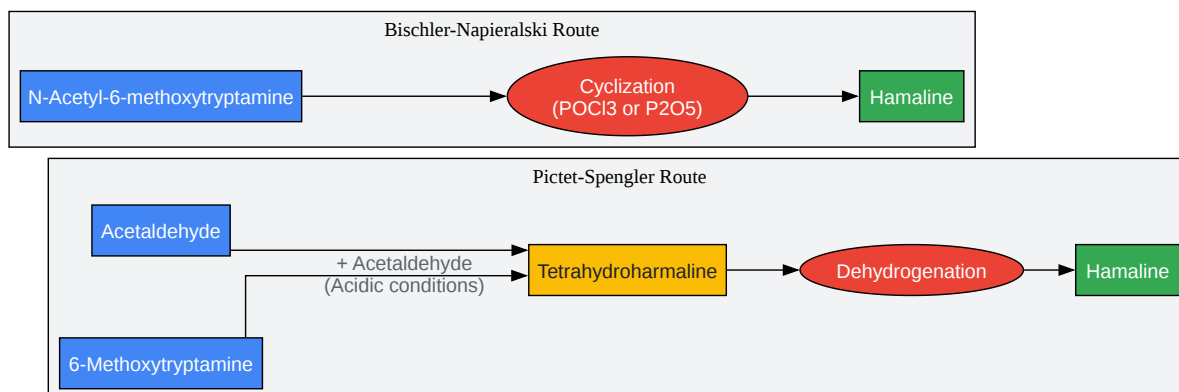 Bischler-Napieralski Route
N-Acetyl-6-methoxytryptamine
Cyclization
(POCl3 or P2O5)
Hamaline
Pictet-Spengler Route
Acetaldehyde
+ Acetaldehyde
(Acidic conditions)
Tetrahydroharmaline
Dehydrogenation
Hamaline
6-Methoxytryptamine